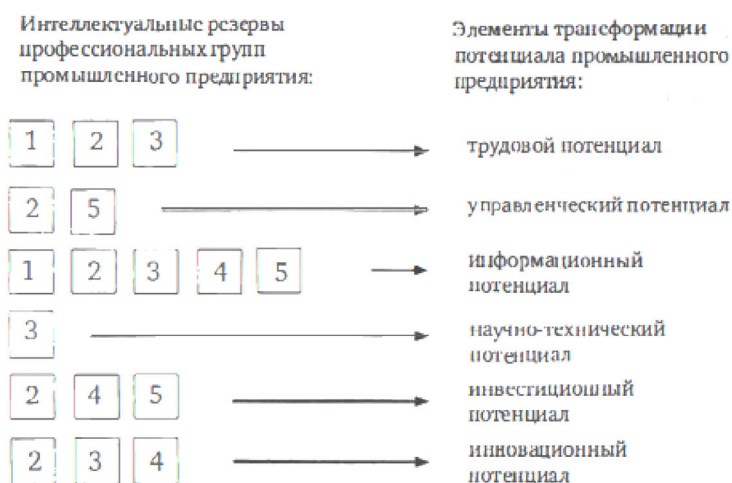 Интеллектуальные резервы
профессиональных групп
промышленного предприятия:
Элементы трансформации
потенциала промышленного
предприятия:
1 2 3
трудовой потенциал
2 5
управленческий потенциал
1 2 3 4 5
информационный
потенциал
3
научно-технический
потенциал
2 4 5
инвестиционный
потенциал
2 3 4
инновационный
потенциал